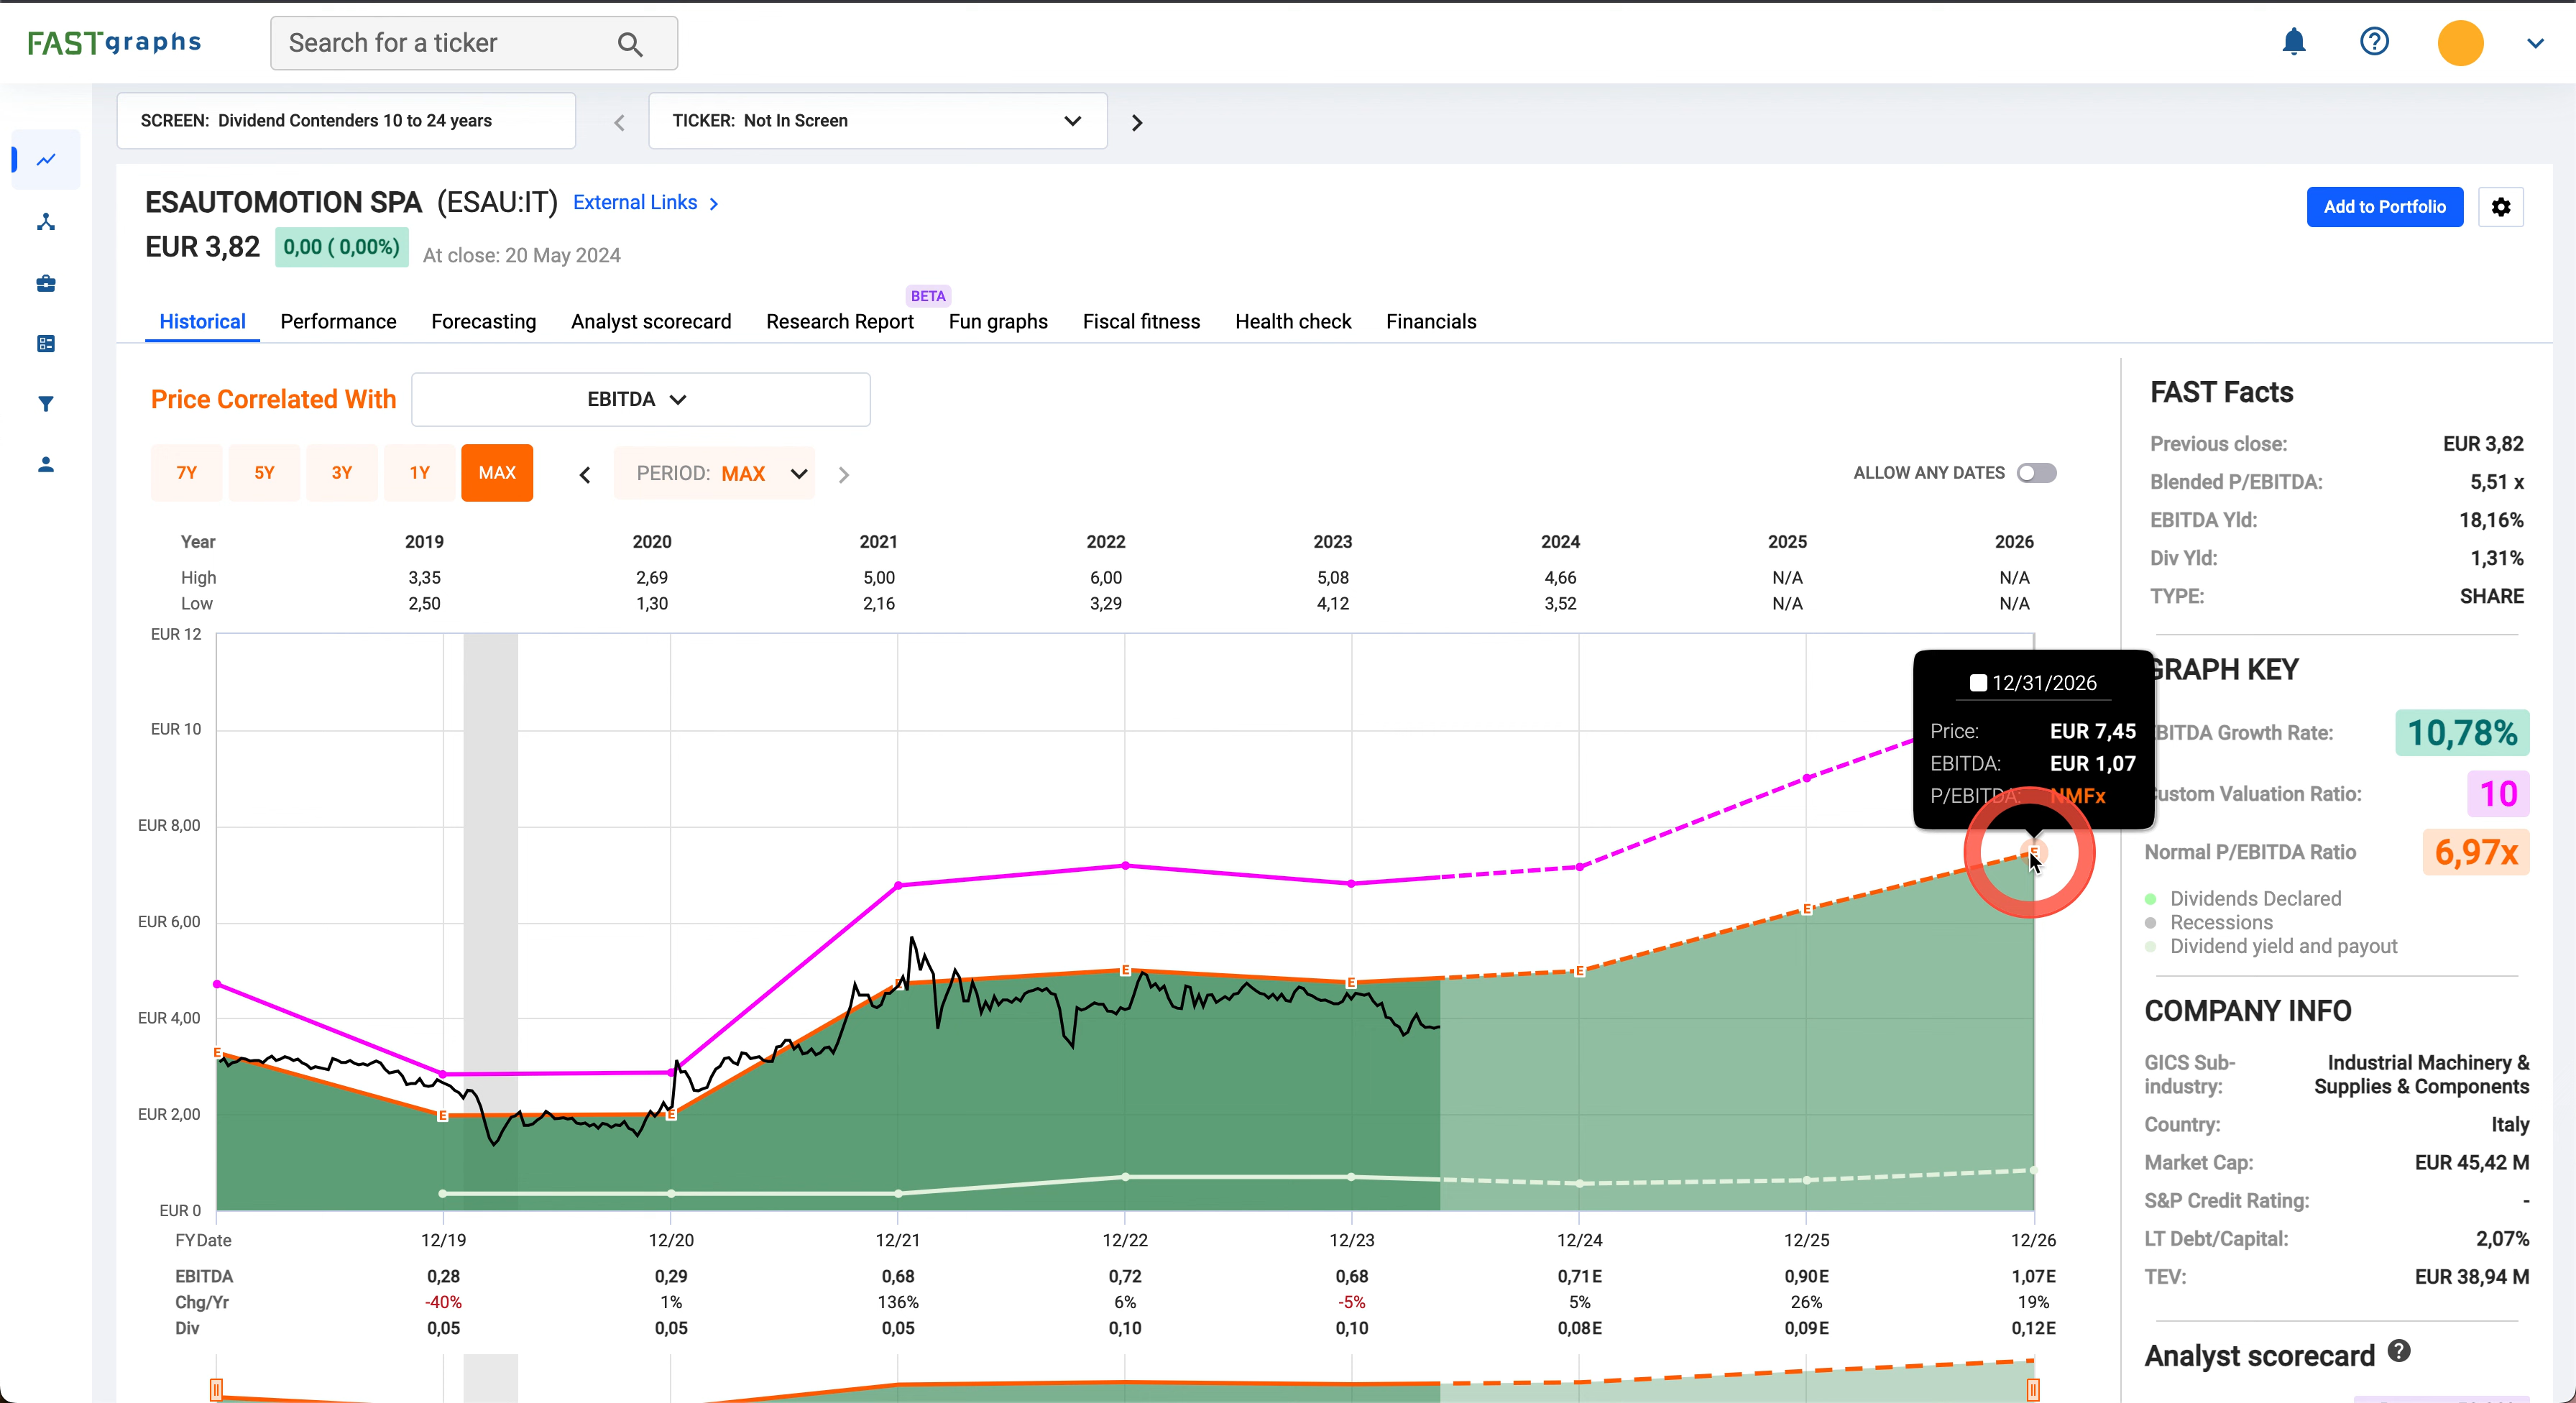 FASTgraphs
Search for a ticker
SCREEN: Dividend Contenders 10 to 24 years
TICKER: Not In Screen
ESAUTOMOTION SPA (ESAU:IT) External Links
Add to Portfolio
EUR 3,82 0,00 ( 0,00%) At close: 20 May 2024
BETA
Historical Performance Forecasting Analyst scorecard Research Report Fun graphs Fiscal fitness Health check Financials
Price Correlated With EBITDA
7Y 5Y 3Y 1Y MAX PERIOD: MAX ALLOW ANY DATES
Year 2019 2020 2021 2022 2023 2024 2025 2026
High 3,35 2,69 5,00 6,00 5,08 4,66 N/A N/A
Low 2,50 1,30 2,16 3,29 4,12 3,52 N/A N/A
EUR 12
EUR 10
EUR 8,00
EUR 6,00
EUR 4,00
EUR 2,00
EUR 0
12/31/2026
Price: EUR 7,45
EBITDA: EUR 1,07
P/EBITDA: NMFx
E
E
E
E
E
E
E
E
E
FYDate 12/19 12/20 12/21 12/22 12/23 12/24 12/25 12/26
EBITDA 0,28 0,29 0,68 0,72 0,68 0,71E 0,90E 1,07E
Chg/Yr -40% 1% 136% 6% -5% 5% 26% 19%
Div 0,05 0,05 0,05 0,10 0,10 0,08E 0,09E 0,12E
FAST Facts
Previous close: EUR 3,82
Blended P/EBITDA: 5,51 x
EBITDA Yld: 18,16%
Div Yld: 1,31%
TYPE: SHARE
GRAPH KEY
BITDA Growth Rate: 10,78%
ustom Valuation Ratio: 10
Normal P/EBITDA Ratio 6,97x
Dividends Declared
Recessions
Dividend yield and payout
COMPANY INFO
GICS Sub-industry: Industrial Machinery &
Supplies & Components
Country: Italy
Market Cap: EUR 45,42 M
S&P Credit Rating: -
LT Debt/Capital: 2,07%
TEV: EUR 38,94 M
Analyst scorecard ?